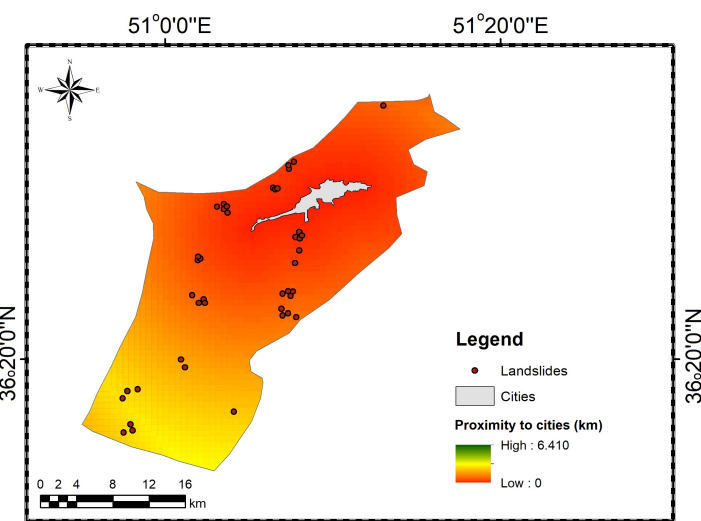 51°0'0"E
51°20'0"E
N
W
E
S
36°20'0"N
36°20'0"N
Legend
Landslides
Cities
Proximity to cities (km)
High : 6.410
Low : 0
0 2 4 8 12 16
km